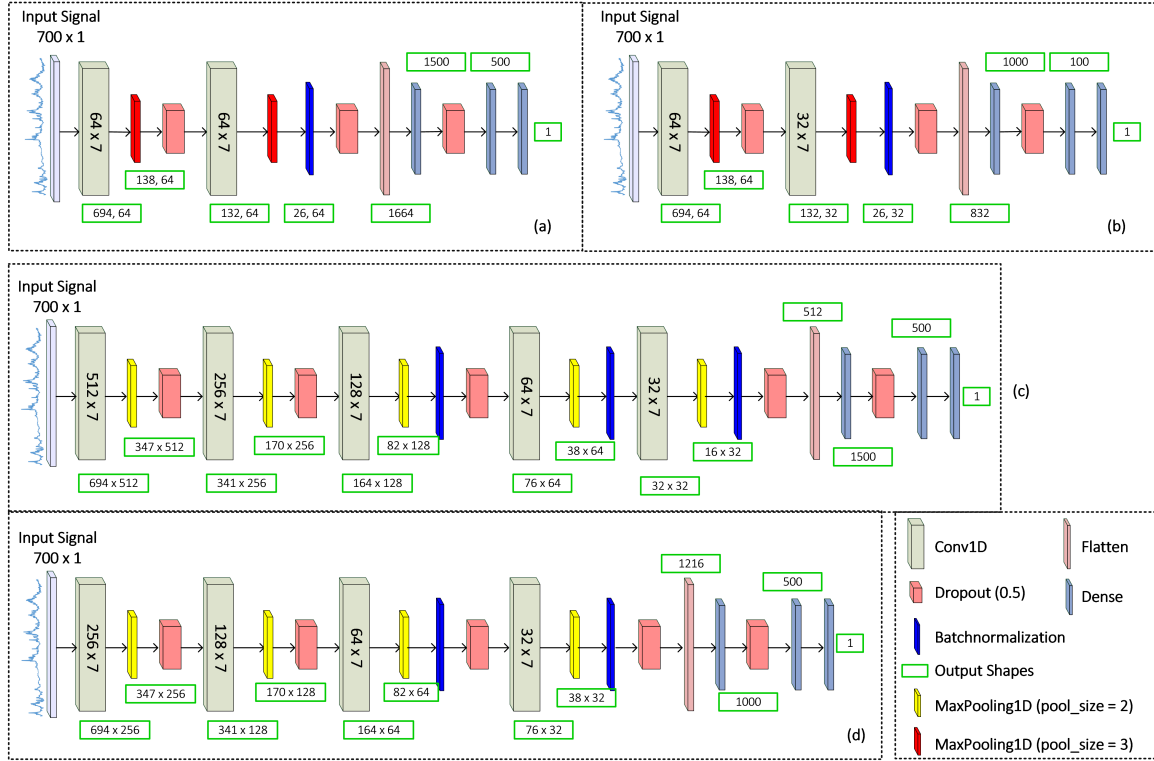 Input Signal
700 x 1
64 x 7
64 x 7
1500
500
1
138, 64
694, 64
132, 64
26, 64
1664
(a)
Input Signal
700 x 1
64 x 7
32 x 7
1000
100
1
138, 64
694, 64
132, 32
26, 32
832
(b)
Input Signal
700 x 1
512 x 7
256 x 7
128 x 7
64 x 7
32 x 7
512
500
1
347 x 512
170 x 256
82 x 128
38 x 64
16 x 32
1500
694 x 512
341 x 256
164 x 128
76 x 64
32 x 32
(c)
Input Signal
700 x 1
256 x 7
128 x 7
64 x 7
32 x 7
1216
500
1
347 x 256
170 x 128
82 x 64
38 x 32
1000
694 x 256
341 x 128
164 x 64
76 x 32
(d)
Conv1D
Flatten
Dropout (0.5)
Dense
Batchnormalization
Output Shapes
MaxPooling1D (pool_size = 2)
MaxPooling1D (pool_size = 3)